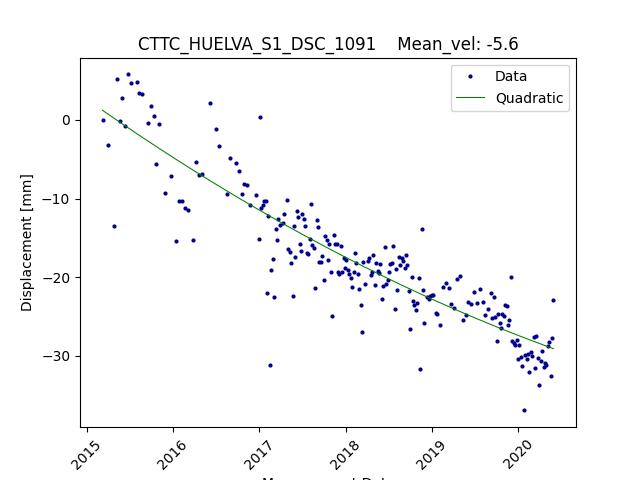 CTTC_HUELVA_S1_DSC_1091    Mean_vel: -5.6
Data
Quadratic
Displacement [mm]
0
−10
−20
−30
2015
2016
2017
2018
2019
2020